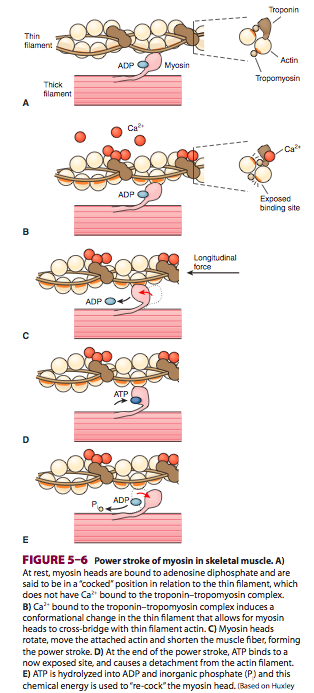 Thin
filament
Troponin
ADP
Myosin
Actin
Tropomyosin
Thick
filament
A
Ca2+
Ca2+
ADP
Exposed
binding site
B
Longitudinal
force
ADP
C
ATP
D
Pi
ADP
E
FIGURE 5–6 Power stroke of myosin in skeletal muscle. A)
At rest, myosin heads are bound to adenosine diphosphate and are
said to be in a “cocked” position in relation to the thin filament, which
does not have Ca2+ bound to the troponin–tropomyosin complex.
B) Ca2+ bound to the troponin–tropomyosin complex induces a
conformational change in the thin filament that allows for myosin
heads to cross-bridge with thin filament actin. C) Myosin heads
rotate, move the attached actin and shorten the muscle fiber, forming
the power stroke. D) At the end of the power stroke, ATP binds to a
now exposed site, and causes a detachment from the actin filament.
E) ATP is hydrolyzed into ADP and inorganic phosphate (Pi) and this
chemical energy is used to “re-cock” the myosin head. (Based on Huxley